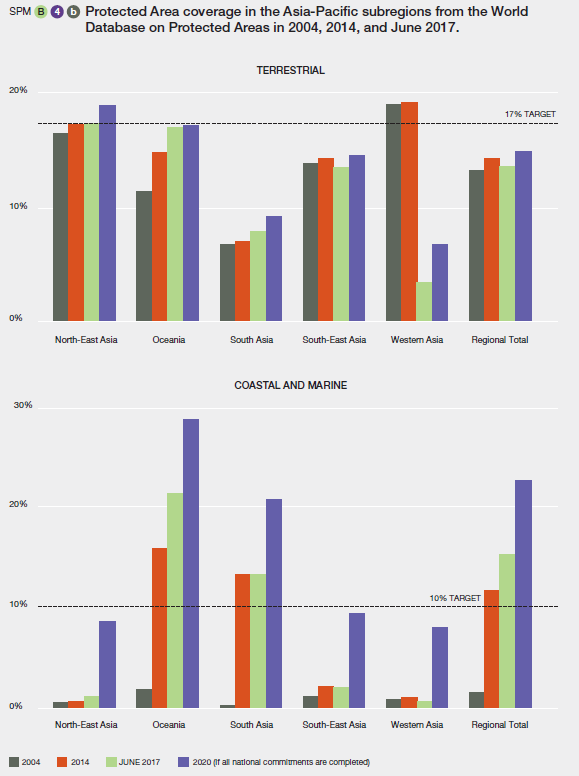 SPM B 4 b Protected Area coverage in the Asia-Pacific subregions from the World
Database on Protected Areas in 2004, 2014, and June 2017.
TERRESTRIAL
20%
17% TARGET
10%
0%
North-East Asia Oceania South Asia South-East Asia Western Asia Regional Total
COASTAL AND MARINE
30%
20%
10%
10% TARGET
0%
North-East Asia Oceania South Asia South-East Asia Western Asia Regional Total
2004 2014 JUNE 2017 2020 (if all national commitments are completed)